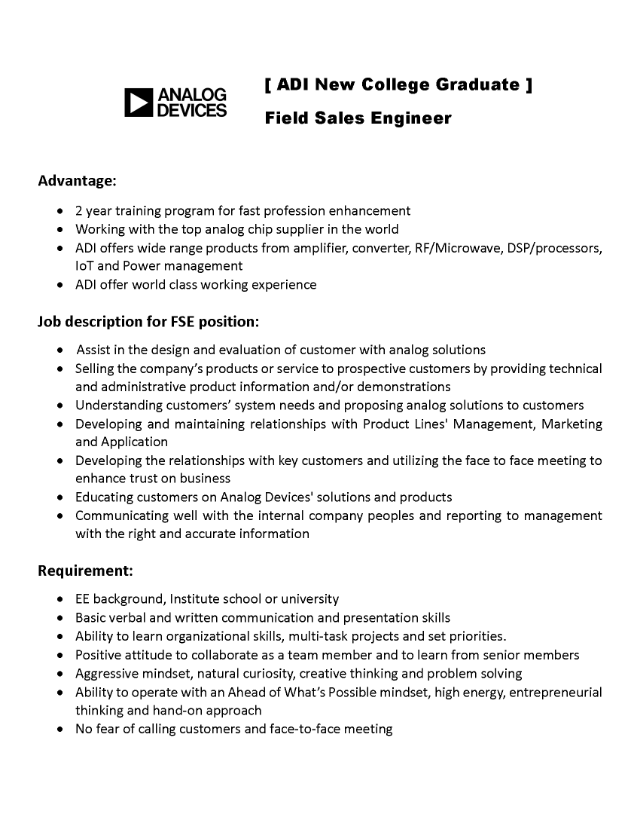 ANALOG
DEVICES
[ ADI New College Graduate ]
Field Sales Engineer
Advantage:
• 2 year training program for fast profession enhancement
• Working with the top analog chip supplier in the world
• ADI offers wide range products from amplifier, converter, RF/Microwave, DSP/processors,
IoT and Power management
• ADI offer world class working experience
Job description for FSE position:
• Assist in the design and evaluation of customer with analog solutions
• Selling the company’s products or service to prospective customers by providing technical
and administrative product information and/or demonstrations
• Understanding customers’ system needs and proposing analog solutions to customers
• Developing and maintaining relationships with Product Lines' Management, Marketing
and Application
• Developing the relationships with key customers and utilizing the face to face meeting to
enhance trust on business
• Educating customers on Analog Devices' solutions and products
• Communicating well with the internal company peoples and reporting to management
with the right and accurate information
Requirement:
• EE background, Institute school or university
• Basic verbal and written communication and presentation skills
• Ability to learn organizational skills, multi-task projects and set priorities.
• Positive attitude to collaborate as a team member and to learn from senior members
• Aggressive mindset, natural curiosity, creative thinking and problem solving
• Ability to operate with an Ahead of What’s Possible mindset, high energy, entrepreneurial
thinking and hand-on approach
• No fear of calling customers and face-to-face meeting